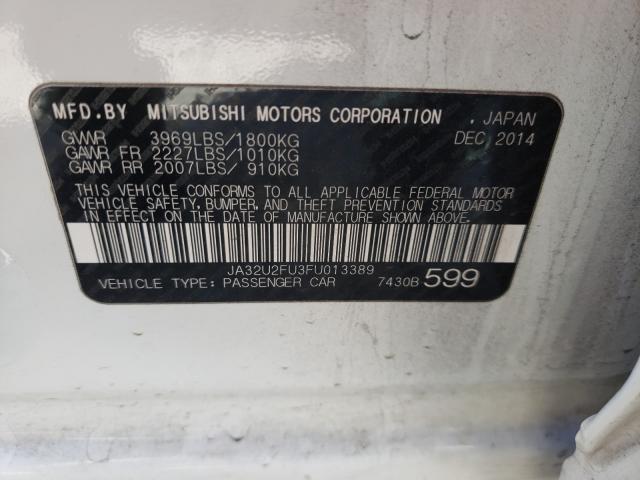 MFD.BY MITSUBISHI MOTORS CORPORATION . JAPAN
GVWR 3969LBS/1800KG DEC 2014
GAWR FR 2227LBS/1010KG
GAWR RR 2007LBS/ 910KG
THIS VEHICLE CONFORMS TO ALL APPLICABLE FEDERAL MOTOR
VEHICLE SAFETY, BUMPER, AND THEFT PREVENTION STANDARDS
IN EFFECT ON THE DATE OF MANUFACTURE SHOWN ABOVE.
JA32U2FU3FU013389
VEHICLE TYPE: PASSENGER CAR 7430B 599